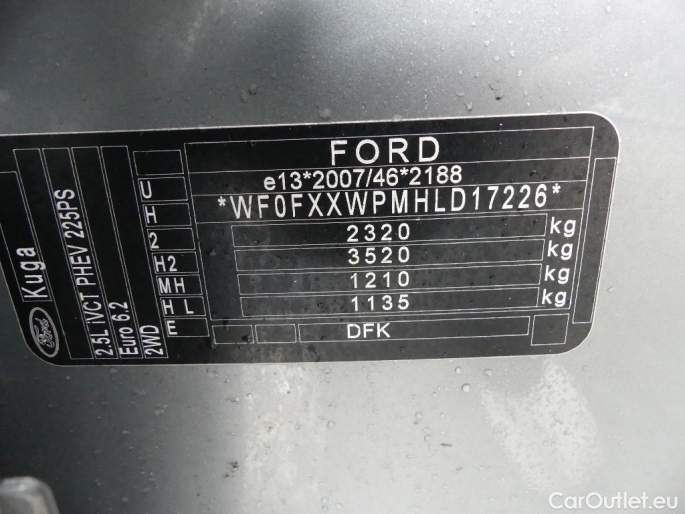 FORD
e13*2007/46*2188
*WF0FXXWPMHLD17226*
2320 kg
3520 kg
1210 kg
1135 kg
DFK
U
H
2
H2
MH
H L
E
2WD
Euro 6.2
2.5L iVCT PHEV 225PS
Kuga
Ford
CarOutlet.eu